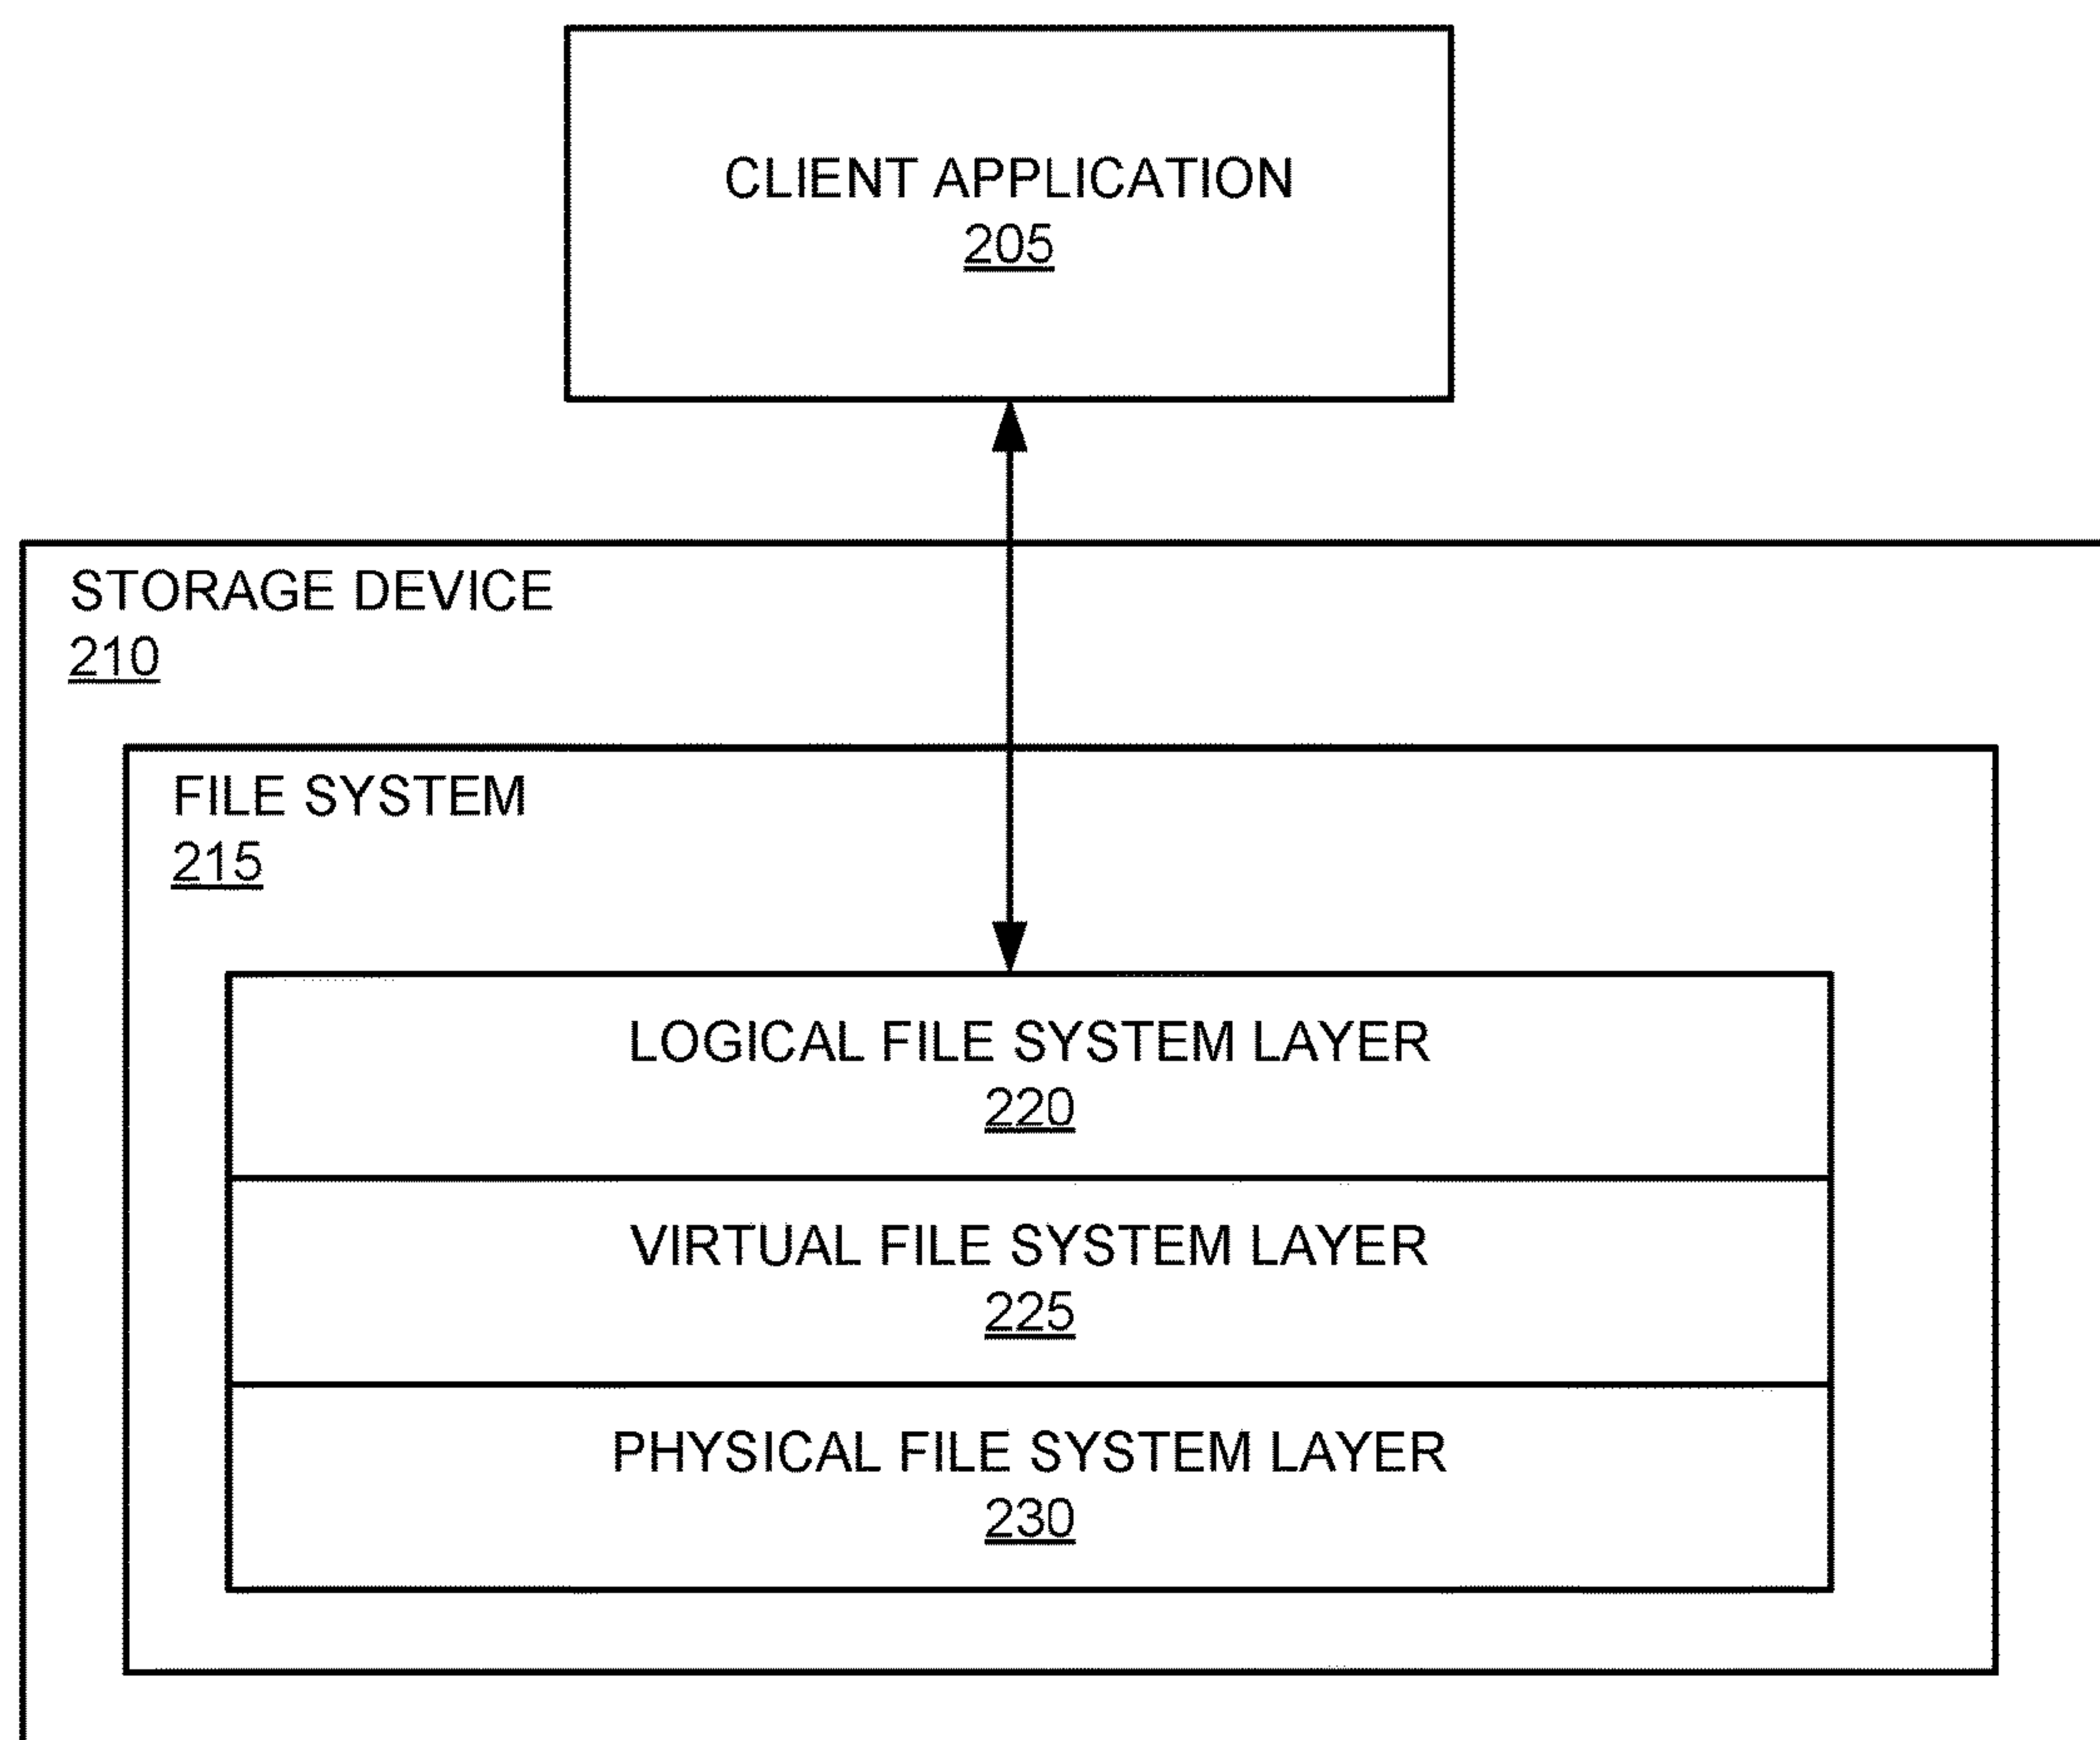 CLIENT APPLICATION
205
STORAGE DEVICE
210
FILE SYSTEM
215
LOGICAL FILE SYSTEM LAYER
220
VIRTUAL FILE SYSTEM LAYER
225
PHYSICAL FILE SYSTEM LAYER
230